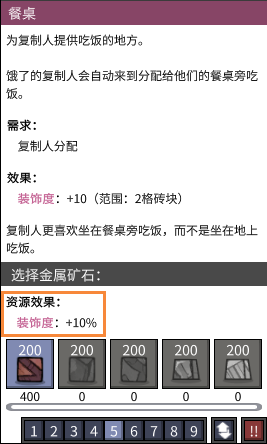 餐桌
为复制人提供吃饭的地方。
饿了的复制人会自动来到分配给他们的餐桌旁吃
饭。
需求：
复制人分配
效果：
装饰度：+10（范围：2格砖块）
复制人更喜欢坐在餐桌旁吃饭，而不是坐在地上
吃饭。
选择金属矿石：
资源效果：
装饰度：+10%
200 200 200 200 200
400 0 0 0 0
1 2 3 4 5 6 7 8 9 !!